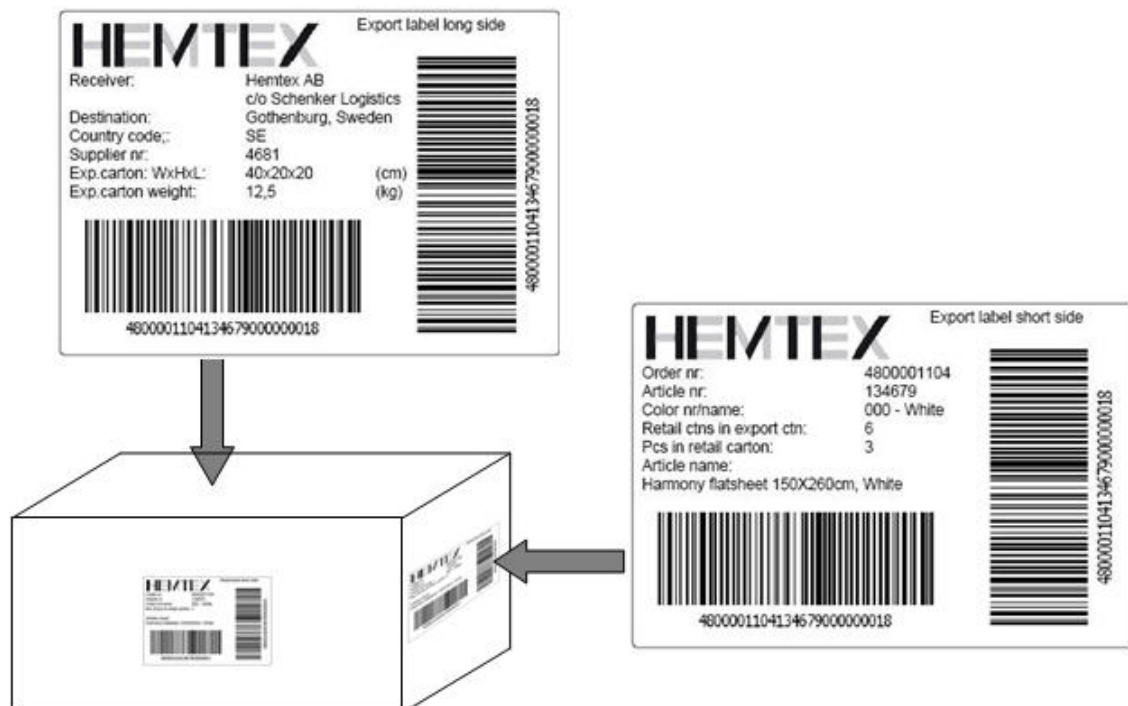 HEMTEX
Export label long side
Receiver: Hemtex AB
c/o Schenker Logistics
Destination: Gothenburg, Sweden
Country code;: SE
Supplier nr: 4681
Exp.carton: WxHxL: 40x20x20 (cm)
Exp.carton weight: 12,5 (kg)
4800001104134679000000018
4800001104134679000000018
HEMTEX
Export label short side
Order nr: 4800001104
Article nr: 134679
Color nr/name: 000 - White
Retail ctns in export ctn: 6
Pcs in retail carton: 3
Article name:
Harmony flatsheet 150X260cm, White
4800001104134679000000018
4800001104134679000000018
HEMTEX
HEMTEX